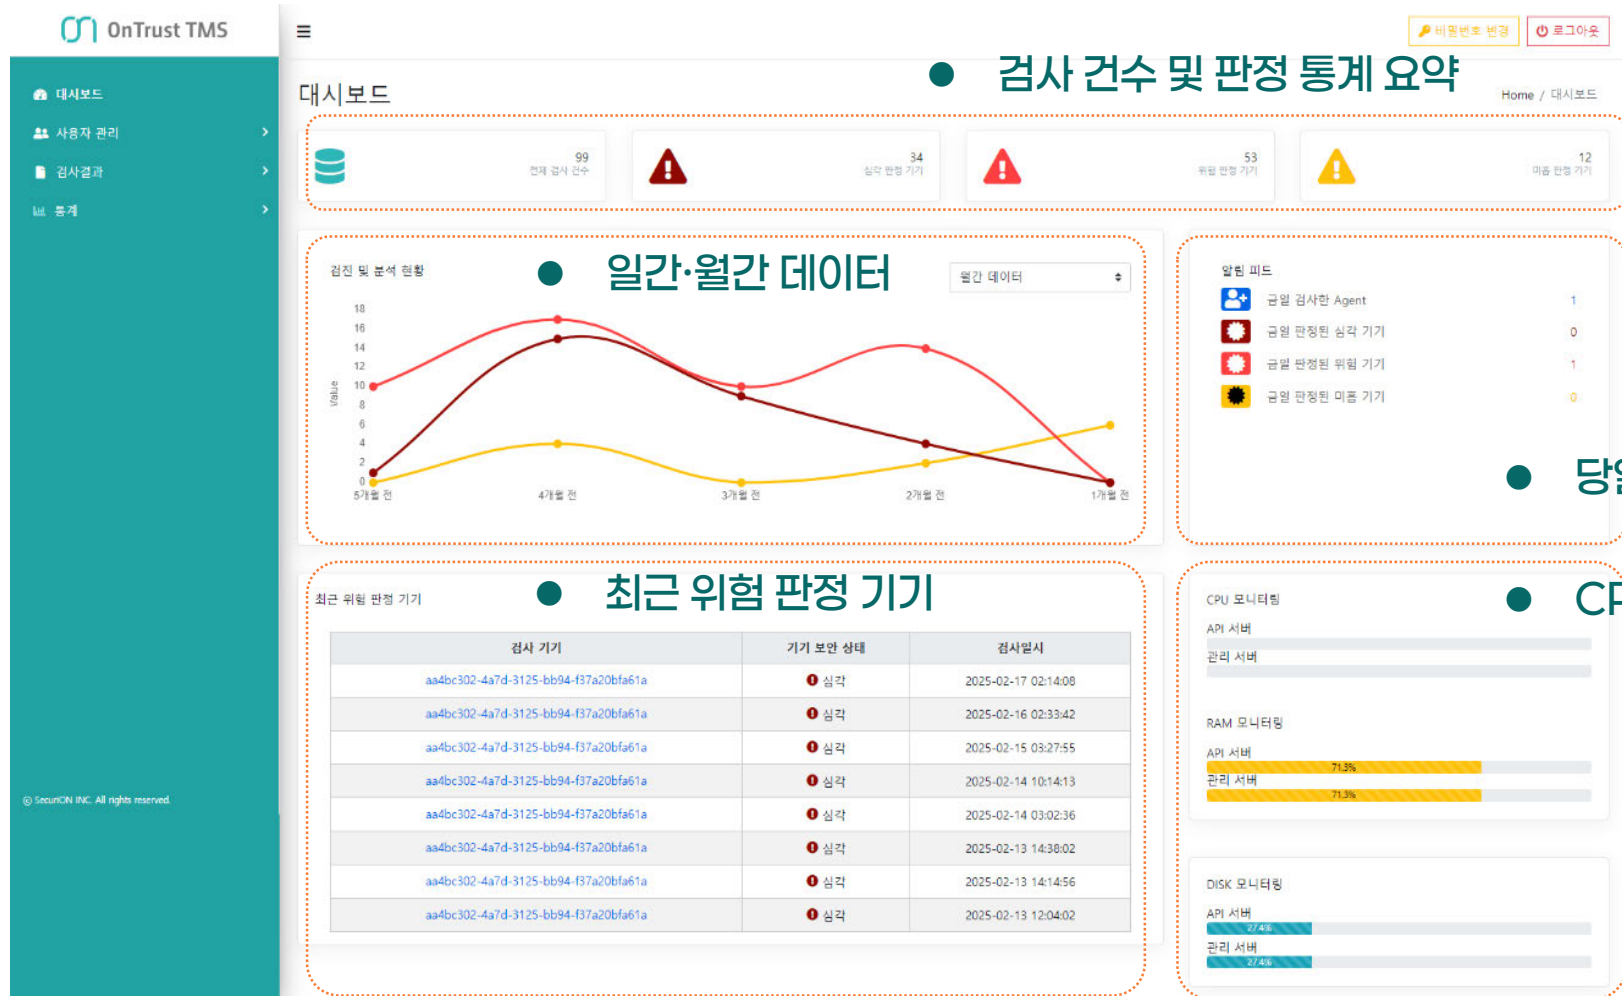 OnTrust TMS
비밀번호 변경
로그아웃
● 검사 건수 및 판정 통계 요약
대시보드
사용자 관리
검사결과
통계
© SecuriON INC. All rights reserved.
대시보드
Home / 대시보드
99
전체 검사 건수
34
심각 판정 기기
53
위험 판정 기기
12
미흡 판정 기기
검진 및 분석 현황
● 일간·월간 데이터
월간 데이터
Value
18
16
14
12
10
8
6
4
2
0
5개월 전 4개월 전 3개월 전 2개월 전 1개월 전
알림 피드
금일 검사한 Agent 1
금일 판정된 심각 기기 0
금일 판정된 위험 기기 1
금일 판정된 미흡 기기 0
최근 위험 판정 기기
● 최근 위험 판정 기기
검사 기기 기기 보안 상태 검사일시
aa4bc302-4a7d-3125-bb94-f37a20bfa61a 심각 2025-02-17 02:14:08
aa4bc302-4a7d-3125-bb94-f37a20bfa61a 심각 2025-02-16 02:33:42
aa4bc302-4a7d-3125-bb94-f37a20bfa61a 심각 2025-02-15 03:27:55
aa4bc302-4a7d-3125-bb94-f37a20bfa61a 심각 2025-02-14 10:14:13
aa4bc302-4a7d-3125-bb94-f37a20bfa61a 심각 2025-02-14 03:02:36
aa4bc302-4a7d-3125-bb94-f37a20bfa61a 심각 2025-02-13 14:38:02
aa4bc302-4a7d-3125-bb94-f37a20bfa61a 심각 2025-02-13 14:14:56
aa4bc302-4a7d-3125-bb94-f37a20bfa61a 심각 2025-02-13 12:04:02
CPU 모니터링
API 서버
관리 서버
RAM 모니터링
API 서버
71.3%
관리 서버
71.3%
DISK 모니터링
API 서버
27.4%
관리 서버
27.4%